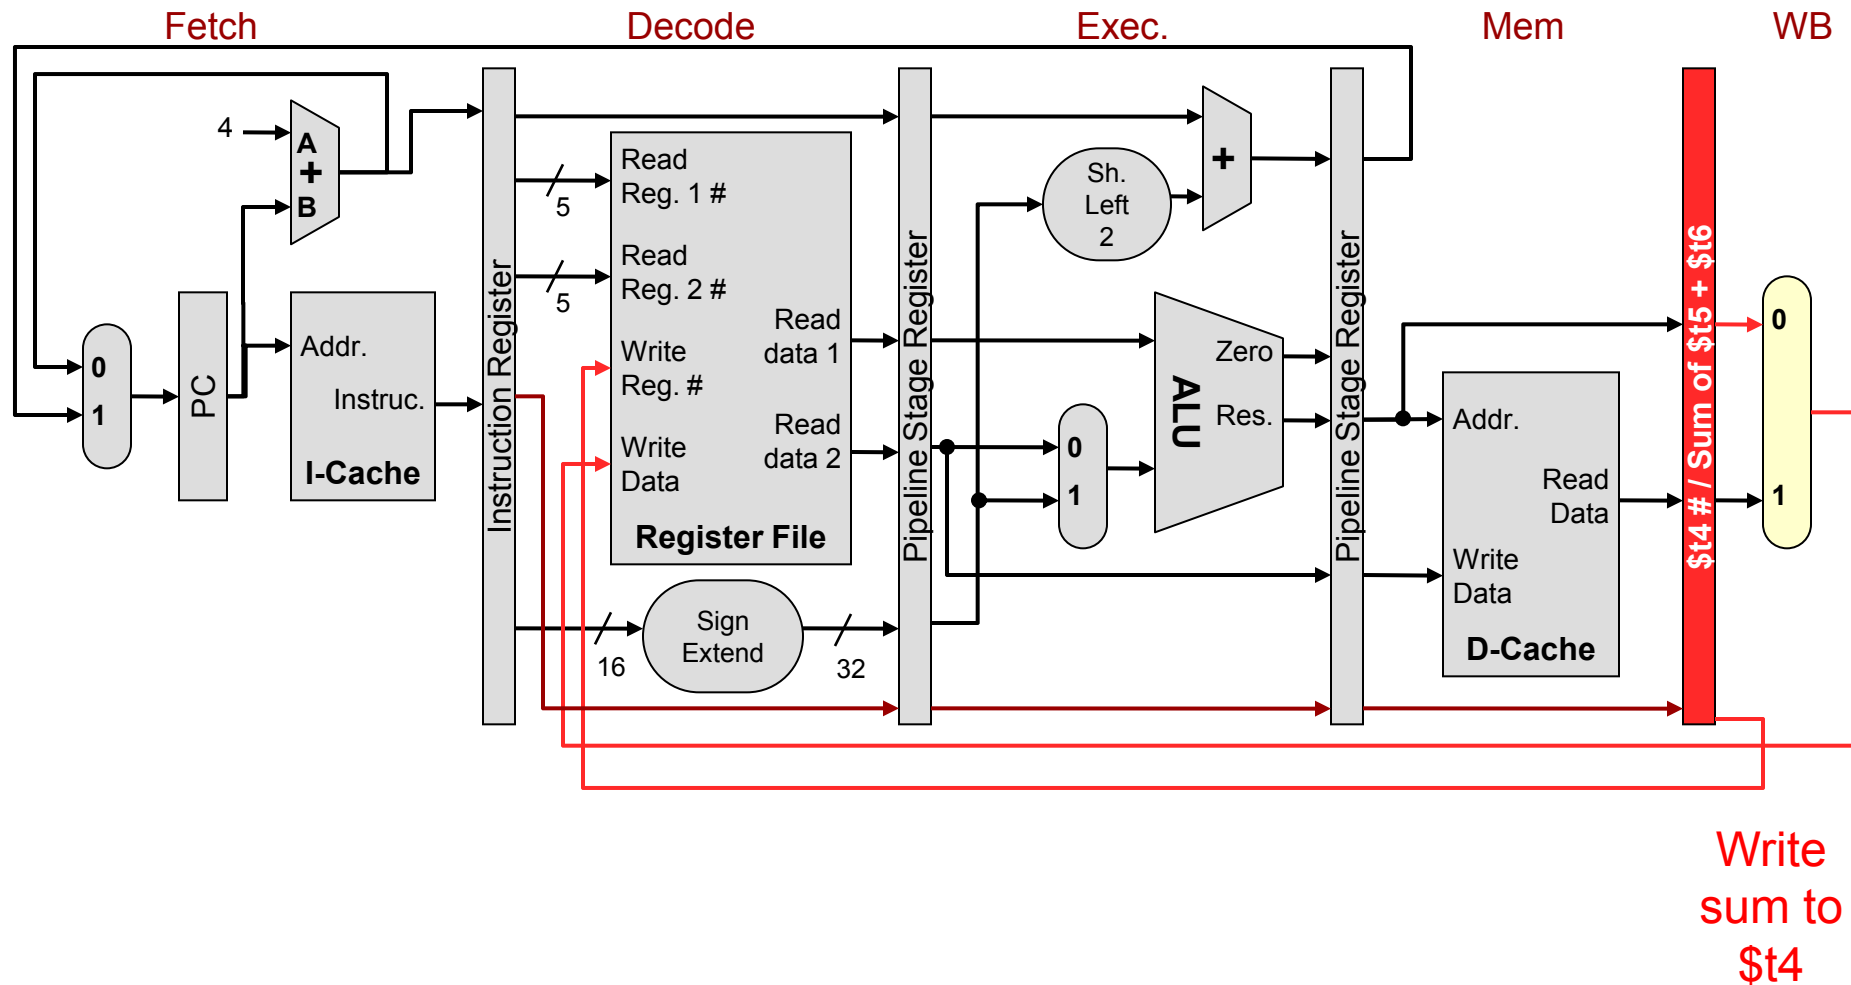 Fetch
Decode
Exec.
Mem
WB
4
A
+
B
0
1
PC
Addr.
Instruc.
I-Cache
Instruction Register
5
5
Read
Reg. 1 #
Read
Reg. 2 #
Write
Reg. #
Write
Data
Read
data 1
Read
data 2
Register File
16
Sign
Extend
32
Pipeline Stage Register
Sh.
Left
2
+
0
1
ALU
Zero
Res.
Pipeline Stage Register
Addr.
Read
Data
Write
Data
D-Cache
$t4 # / Sum of $t5 + $t6
0
1
Write
sum to
$t4